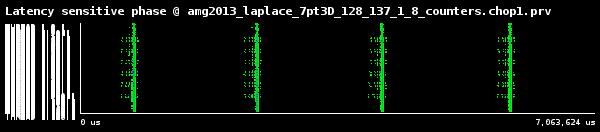 Latency sensitive phase @ amg2013_laplace_7pt3D_128_137_1_8_counters.chop1.prv
0 us
7,063,624 us